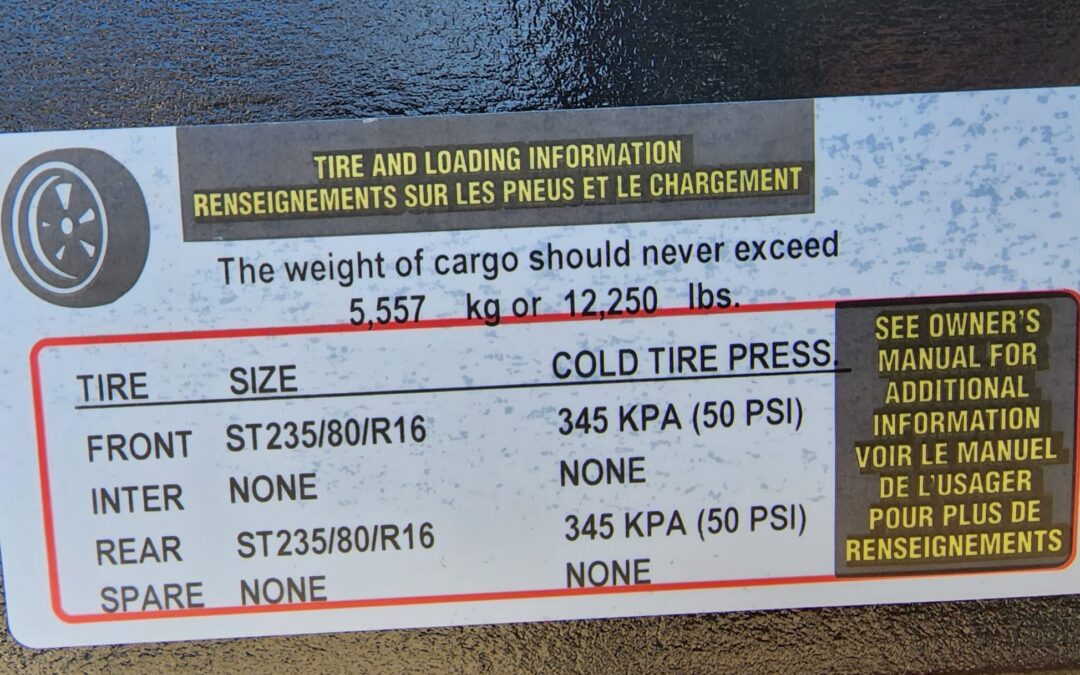 TIRE AND LOADING INFORMATION
RENSEIGNEMENTS SUR LES PNEUS ET LE CHARGEMENT
The weight of cargo should never exceed
5,557 kg or 12,250 lbs.
TIRE SIZE COLD TIRE PRESS.
FRONT ST235/80/R16 345 KPA (50 PSI)
INTER NONE NONE
REAR ST235/80/R16 345 KPA (50 PSI)
SPARE NONE NONE
SEE OWNER'S
MANUAL FOR
ADDITIONAL
INFORMATION
VOIR LE MANUEL
DE L'USAGER
POUR PLUS DE
RENSEIGNEMENTS